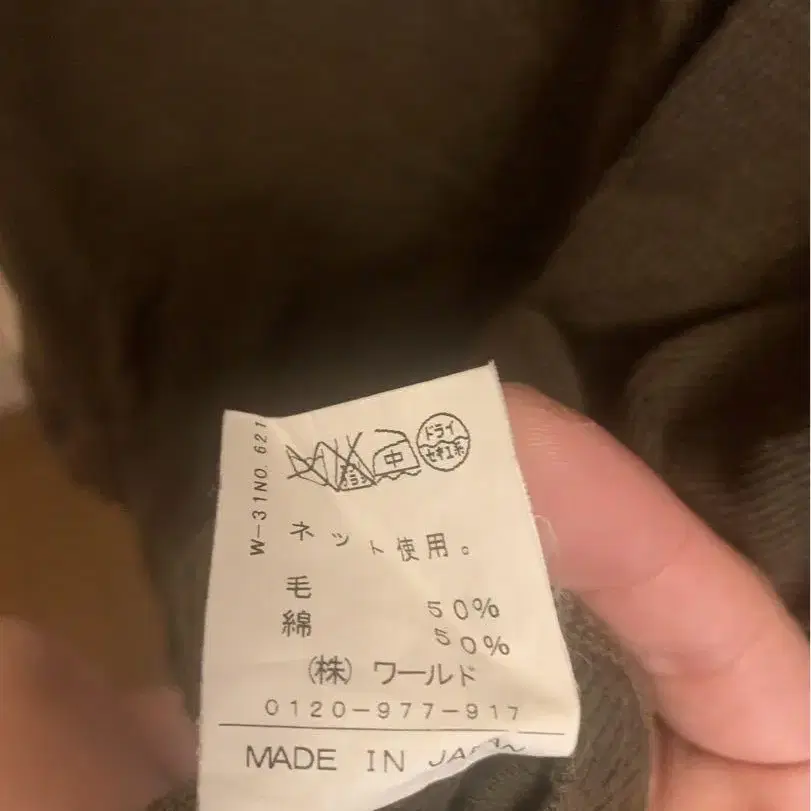 W-31NO.621
中
ドライ
セキユ系
ネット使用。
毛 50%
綿 50%
(株)ワールド
0120-977-917
MADE IN JAPAN